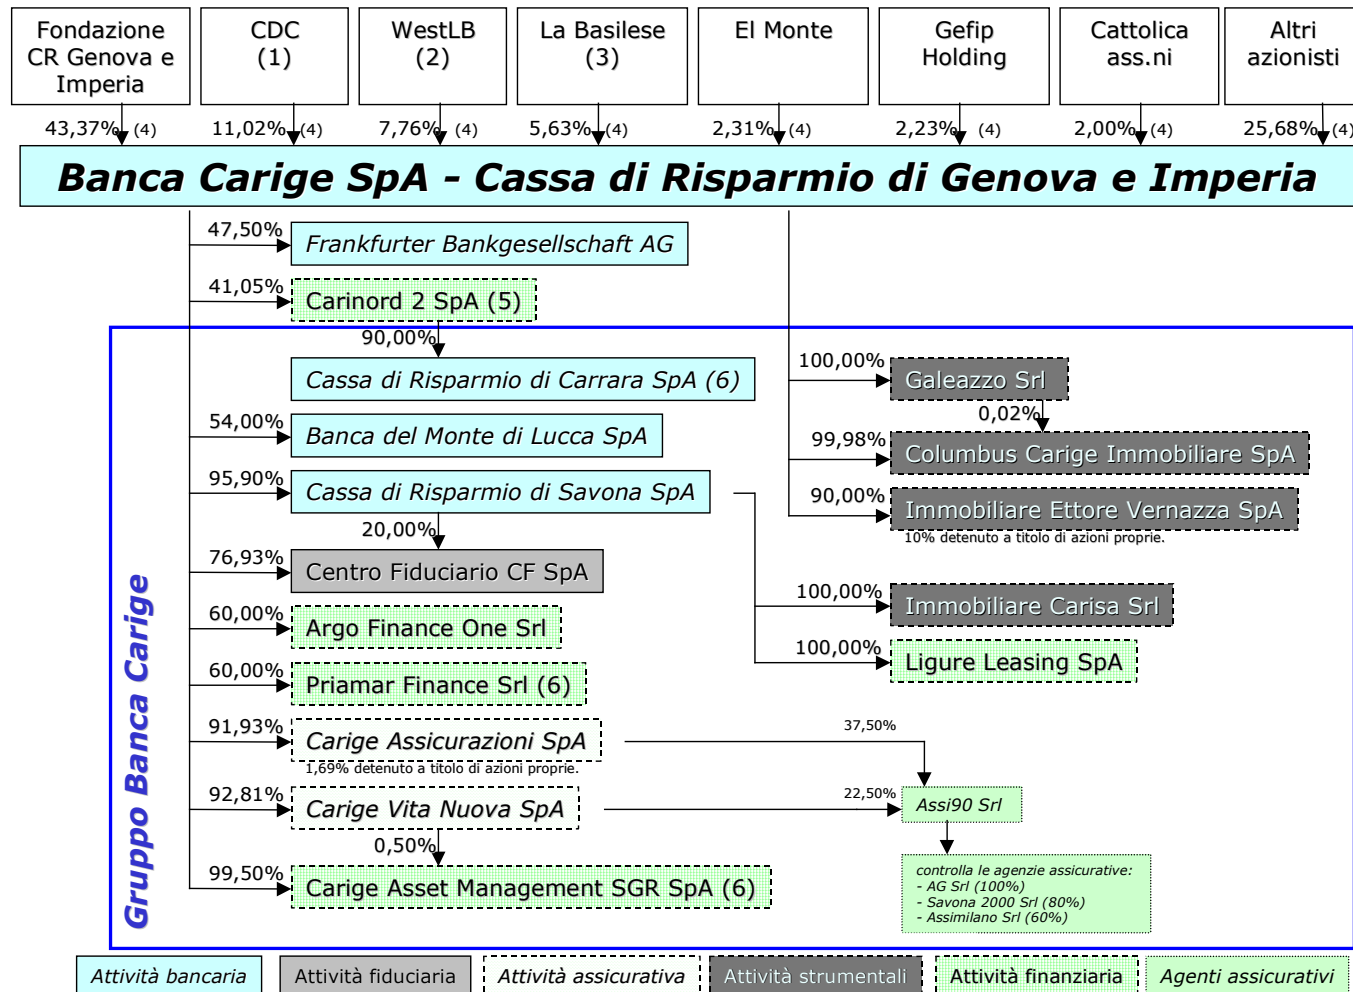 Fondazione
CR Genova e
Imperia
CDC
(1)
WestLB
(2)
La Basilese
(3)
El Monte
Gefip
Holding
Cattolica
ass.ni
Altri
azionisti
43,37% (4)
11,02% (4)
7,76% (4)
5,63% (4)
2,31% (4)
2,23% (4)
2,00% (4)
25,68% (4)
Banca Carige SpA - Cassa di Risparmio di Genova e Imperia
47,50%
Frankfurter Bankgesellschaft AG
41,05%
Carinord 2 SpA (5)
90,00%
Cassa di Risparmio di Carrara SpA (6)
100,00%
Galeazzo Srl
0,02%
54,00%
Banca del Monte di Lucca SpA
99,98%
Columbus Carige Immobiliare SpA
95,90%
Cassa di Risparmio di Savona SpA
90,00%
Immobiliare Ettore Vernazza SpA
10% detenuto a titolo di azioni proprie.
20,00%
76,93%
Centro Fiduciario CF SpA
100,00%
Immobiliare Carisa Srl
60,00%
Argo Finance One Srl
100,00%
Ligure Leasing SpA
60,00%
Priamar Finance Srl (6)
91,93%
Carige Assicurazioni SpA
1,69% detenuto a titolo di azioni proprie.
37,50%
92,81%
Carige Vita Nuova SpA
22,50%
Assi90 Srl
0,50%
99,50%
Carige Asset Management SGR SpA (6)
controlla le agenzie assicurative:
- AG Srl (100%)
- Savona 2000 Srl (80%)
- Assimilano Srl (60%)
Gruppo Banca Carige
Attività bancaria
Attività fiduciaria
Attività assicurativa
Attività strumentali
Attività finanziaria
Agenti assicurativi